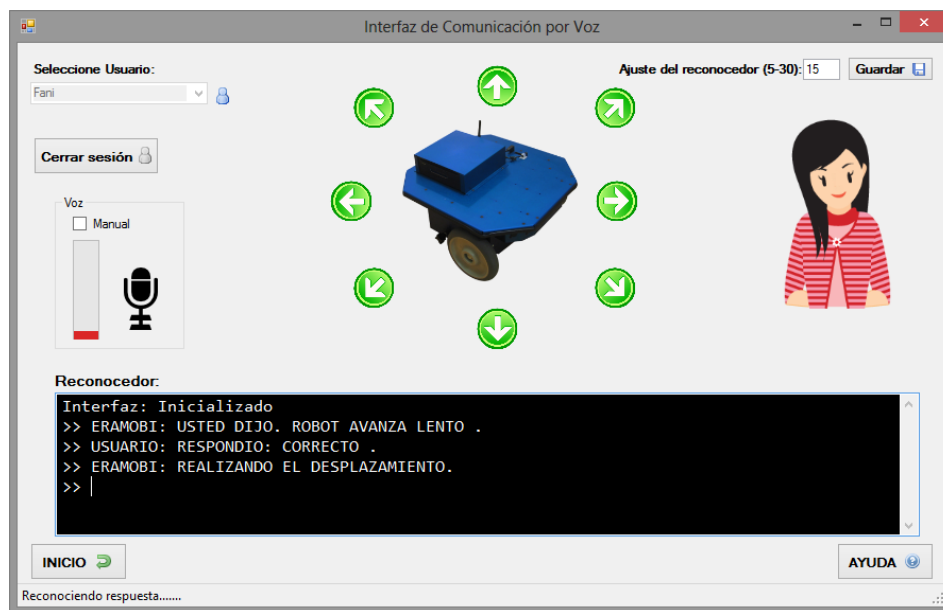 Interfaz de Comunicación por Voz
Seleccione Usuario:
Ajuste del reconocedor (5-30): 15 Guardar
Fani
Cerrar sesión
Voz
Manual
Reconocedor:
Interfaz: Inicializado
>> ERAMOBI: USTED DIJO. ROBOT AVANZA LENTO .
>> USUARIO: RESPONDIO: CORRECTO .
>> ERAMOBI: REALIZANDO EL DESPLAZAMIENTO.
>>
INICIO
AYUDA
Reconociendo respuesta.......